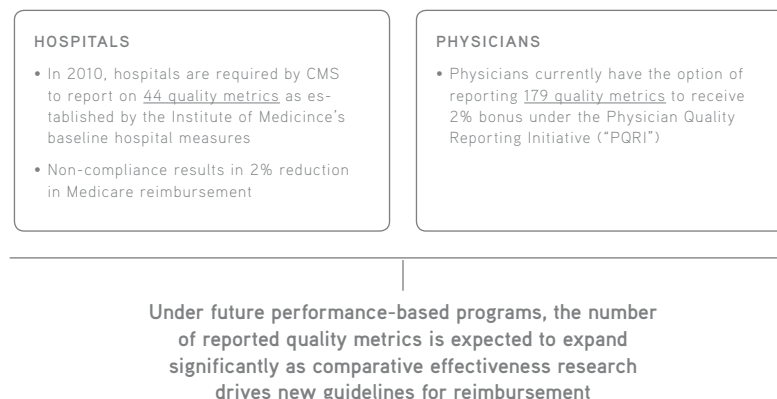 HOSPITALS
• In 2010, hospitals are required by CMS
to report on 44 quality metrics as es-
tablished by the Institute of Medicince’s
baseline hospital measures
• Non-compliance results in 2% reduction
in Medicare reimbursement
PHYSICIANS
• Physicians currently have the option of
reporting 179 quality metrics to receive
2% bonus under the Physician Quality
Reporting Initiative (“PQRI”)
Under future performance-based programs, the number
of reported quality metrics is expected to expand
significantly as comparative effectiveness research
drives new guidelines for reimbursement